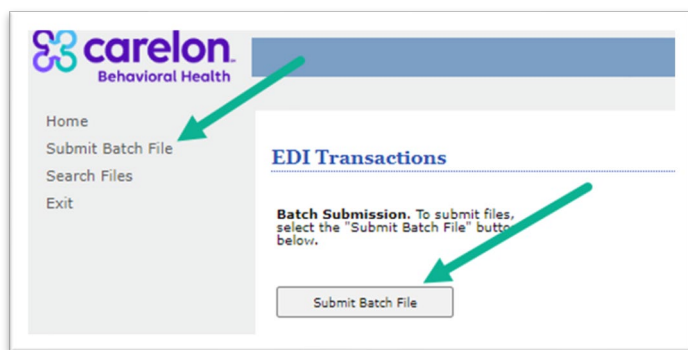 carelon
Behavioral Health
Home
Submit Batch File
Search Files
Exit
EDI Transactions
Batch Submission. To submit files,
select the "Submit Batch File"
below.
Submit Batch File